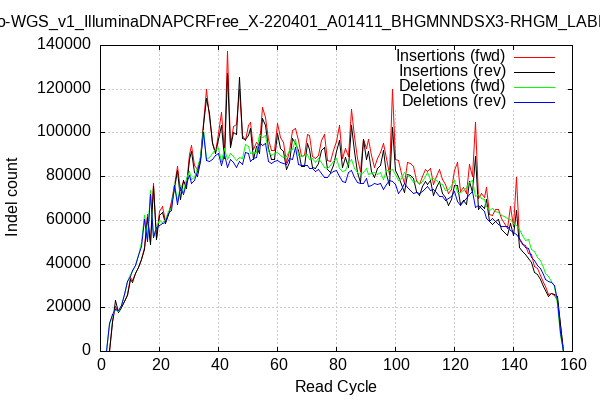 o-WGS_v1_IlluminaDNAPCRFree_X-220401_A01411_BHGMNNDSX3-RHGM_LABI
140000
120000
100000
80000
60000
40000
20000
0
Indel count
Insertions (fwd)
Insertions (rev)
Deletions (fwd)
Deletions (rev)
0 20 40 60 80 100 120 140 160
Read Cycle